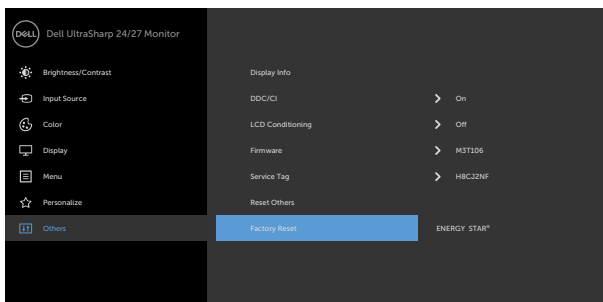 DELL Dell UltraSharp 24/27 Monitor
Brightness/Contrast Display Info
Input Source DDC/CI On
Color LCD Conditioning Off
Display Firmware M3T106
Menu Service Tag H8CJ2NF
Personalize Reset Others
Others Factory Reset ENERGY STAR®